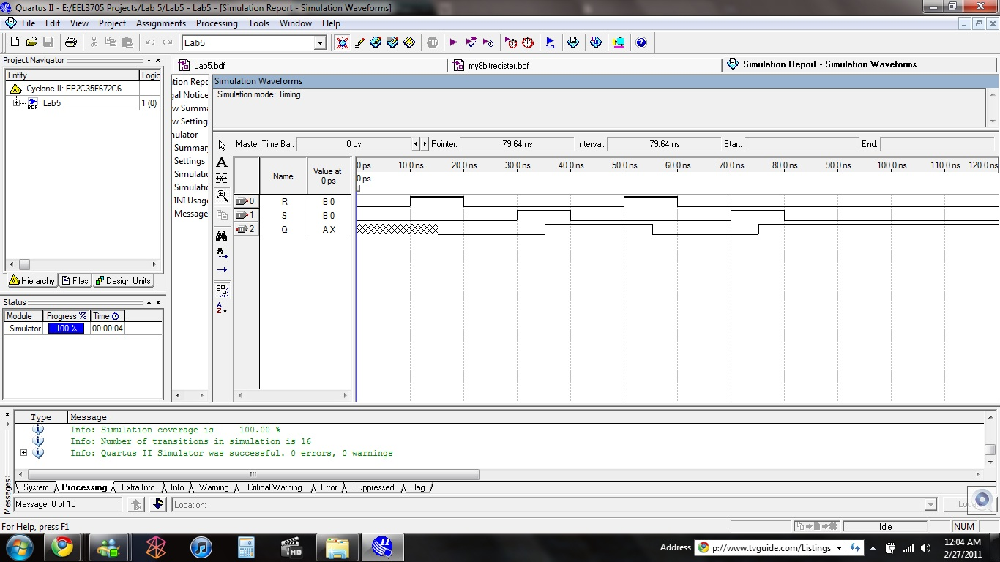 Quartus II - E:/EEL3705 Projects/Lab 5/Lab5 - Lab5 - [Simulation Report - Simulation Waveforms]
File Edit View Project Assignments Processing Tools Window Help
Lab5
STOP
Project Navigator
Entity Logic
Cyclone II: EP2C35F672C6
Lab5 1 (0)
BDF
Hierarchy Files Design Units
Status
Module Progress % Time
Simulator 100 % 00:00:04
Lab5.bdf my8bitregister.bdf Simulation Report - Simulation Waveforms
tion Repo
gal Notice
w Summa
w Setting
nulator
Summar
Settings
Simulatio
Simulatio
INI Usag
Message
Simulation Waveforms
Simulation mode: Timing
Master Time Bar: 0 ps Pointer: 79.64 ns Interval: 79.64 ns Start: End:
Name Value at 0 ps
0 ps 10.0 ns 20.0 ns 30.0 ns 40.0 ns 50.0 ns 60.0 ns 70.0 ns 80.0 ns 90.0 ns 100.0 ns 110.0 ns 120.0 ns
0 ps
0 R B 0
1 S B 0
2 Q A X
Type Message
Info: Simulation coverage is 100.00 %
Info: Number of transitions in simulation is 16
Info: Quartus II Simulator was successful. 0 errors, 0 warnings
System Processing Extra Info Info Warning Critical Warning Error Suppressed Flag
Messages
Message: 0 of 15 Location:
For Help, press F1 Idle NUM
Address p://www.tvguide.com/Listings
12:04 AM
2/27/2011